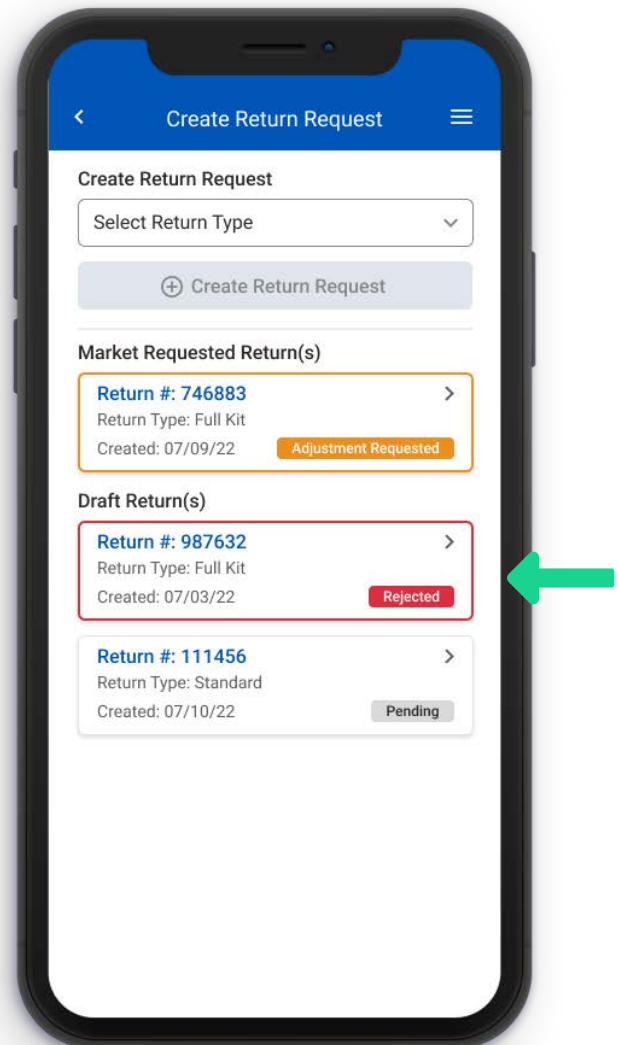 Create Return Request
Create Return Request
Select Return Type
Create Return Request
Market Requested Return(s)
Return #: 746883
Return Type: Full Kit
Created: 07/09/22 Adjustment Requested
Draft Return(s)
Return #: 987632
Return Type: Full Kit
Created: 07/03/22 Rejected
Return #: 111456
Return Type: Standard
Created: 07/10/22 Pending